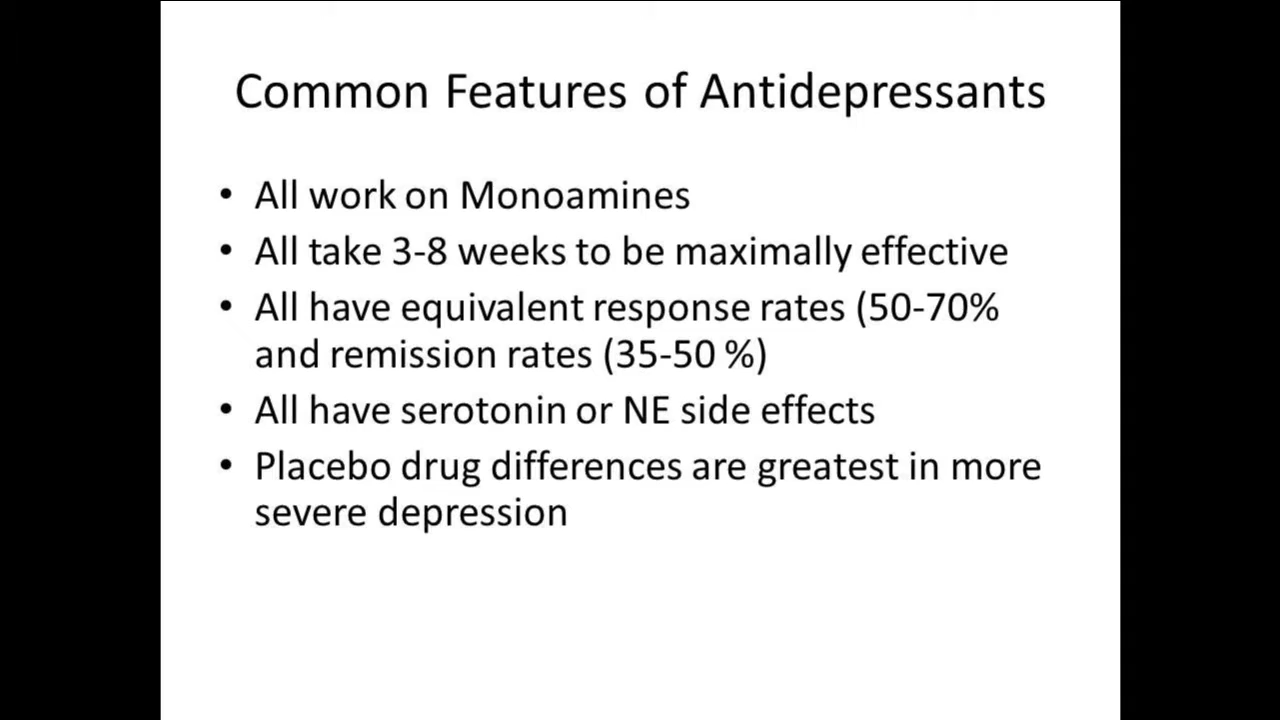 Common Features of Antidepressants
• All work on Monoamines
• All take 3-8 weeks to be maximally effective
• All have equivalent response rates (50-70%
and remission rates (35-50 %)
• All have serotonin or NE side effects
• Placebo drug differences are greatest in more
severe depression